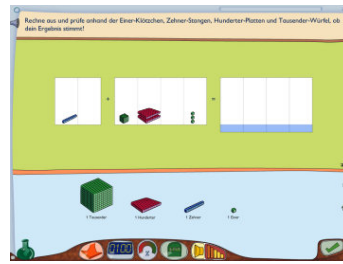 Rechne aus und prüfe anhand der Einer-Klötzchen, Zehner-Stangen, Hunderter-Platten und Tausender-Würfel, ob
dein Ergebnis stimmt!
+ =
1 Tausender 1 Hunderter 1 Zehner 1 Einer
0100